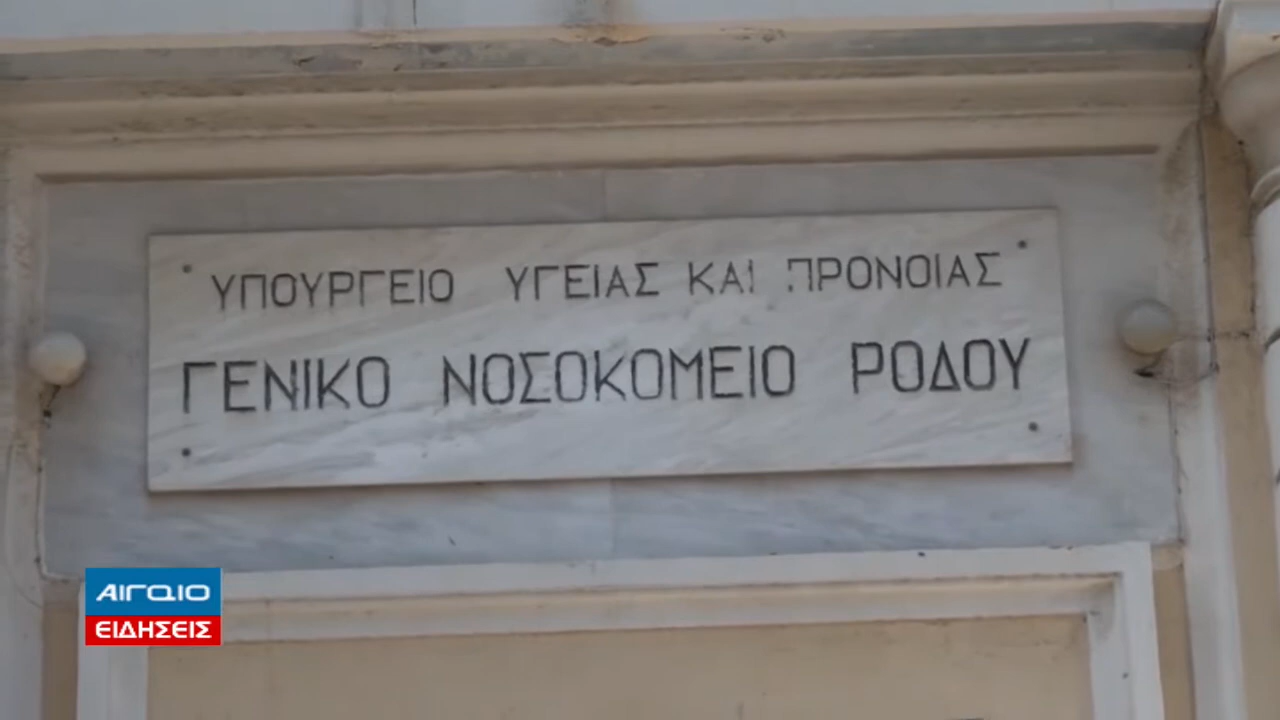 ΥΠΟΥΡΓΕΙΟ ΥΓΕΙΑΣ ΚΑΙ ΠΡΟΝΟΙΑΣ
ΓΕΝΙΚΟ ΝΟΣΟΚΟΜΕΙΟ ΡΟΔΟΥ
ΑΙΓΑΙΟ
ΕΙΔΗΣΕΙΣ